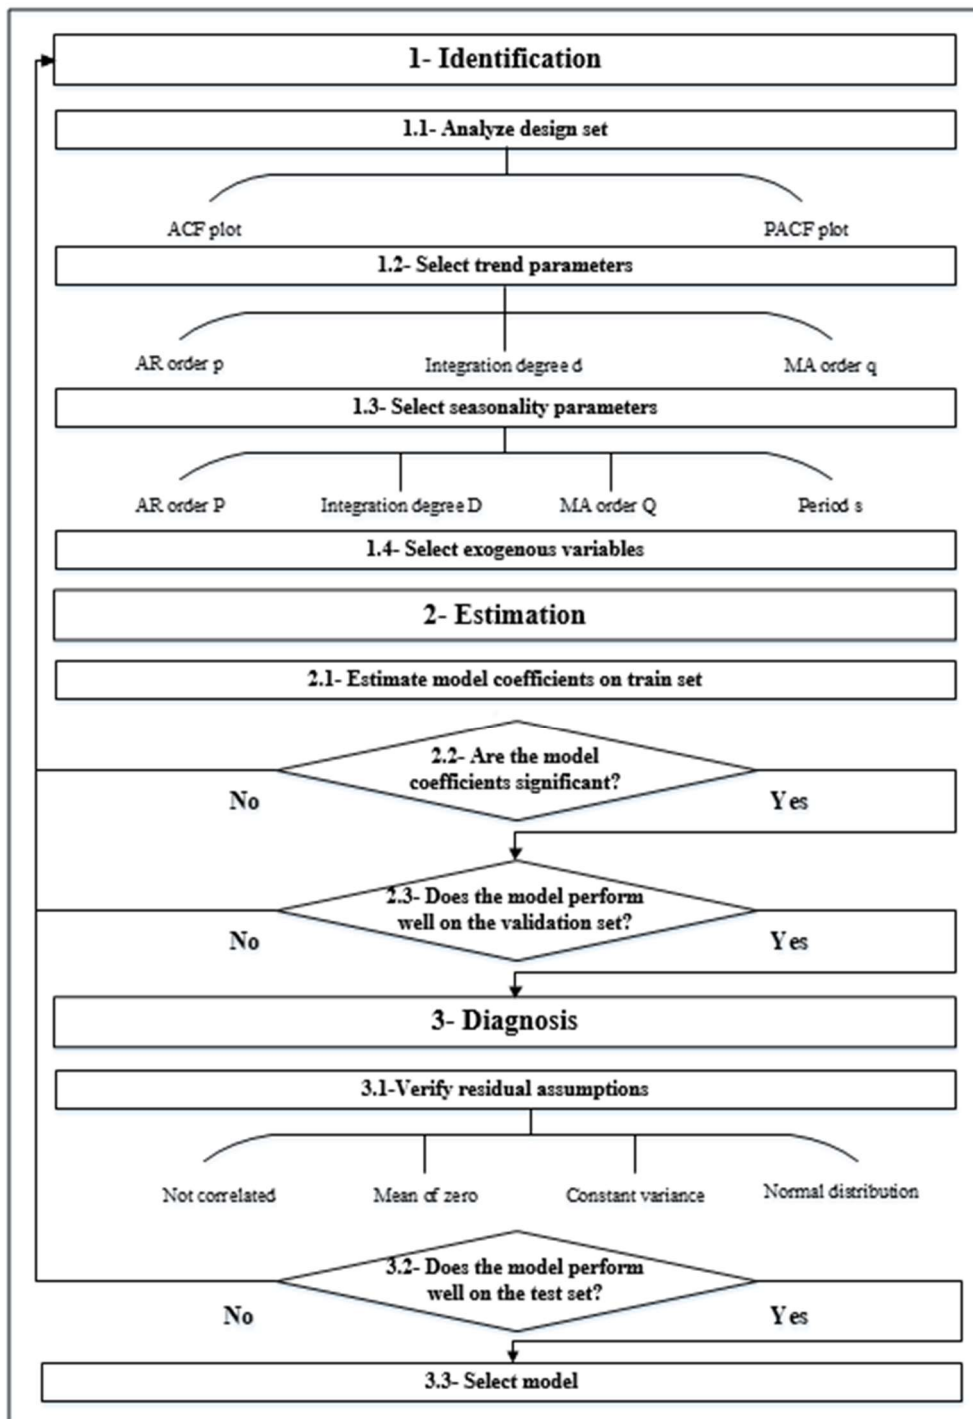 1- Identification
1.1- Analyze design set
ACF plot
PACF plot
1.2- Select trend parameters
AR order p
Integration degree d
MA order q
1.3- Select seasonality parameters
AR order P
Integration degree D
MA order Q
Period s
1.4- Select exogenous variables
2- Estimation
2.1- Estimate model coefficients on train set
2.2- Are the model
coefficients significant?
No
Yes
2.3- Does the model perform
well on the validation set?
No
Yes
3- Diagnosis
3.1-Verify residual assumptions
Not correlated
Mean of zero
Constant variance
Normal distribution
3.2- Does the model perform
well on the test set?
No
Yes
3.3- Select model